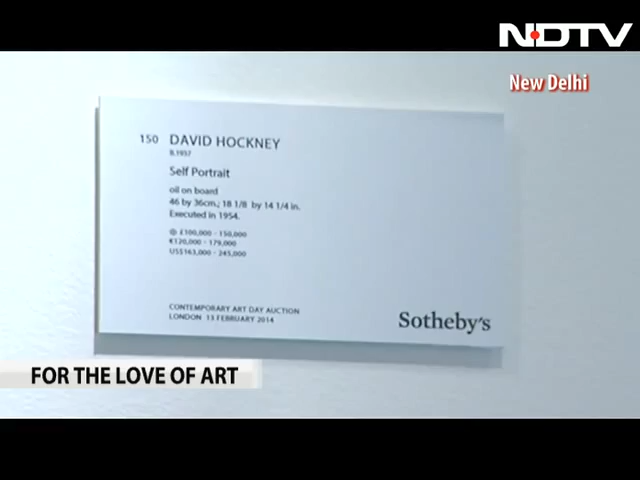 NDTV
New Delhi
150 DAVID HOCKNEY
B.1937
Self Portrait
oil on board
46 by 36cm.; 18 1/8 by 14 1/4 in.
Executed in 1954.
£100,000 - 150,000
€120,000 - 179,000
US$163,000 - 245,000
CONTEMPORARY ART DAY AUCTION
LONDON 13 FEBRUARY 2014
Sotheby's
FOR THE LOVE OF ART